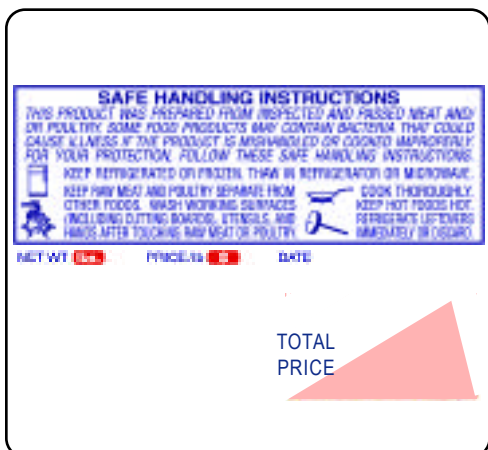 SAFE HANDLING INSTRUCTIONS
THIS PRODUCT WAS PREPARED FROM INSPECTED AND PASSED MEAT AND/
OR POULTRY. SOME FOOD PRODUCTS MAY CONTAIN BACTERIA THAT COULD
CAUSE ILLNESS IF THE PRODUCT IS MISHANDLED OR COOKED IMPROPERLY.
FOR YOUR PROTECTION, FOLLOW THESE SAFE HANDLING INSTRUCTIONS.
KEEP REFRIGERATED OR FROZEN. THAW IN REFRIGERATOR OR MICROWAVE.
KEEP RAW MEAT AND POULTRY SEPARATE FROM
OTHER FOODS. WASH WORKING SURFACES
(INCLUDING CUTTING BOARDS), UTENSILS, AND
HANDS AFTER TOUCHING RAW MEAT OR POULTRY.
COOK THOROUGHLY.
KEEP HOT FOODS HOT.
REFRIGERATE LEFTOVERS
IMMEDIATELY OR DISCARD.
NET WT PRICE/lb DATE
TOTAL
PRICE